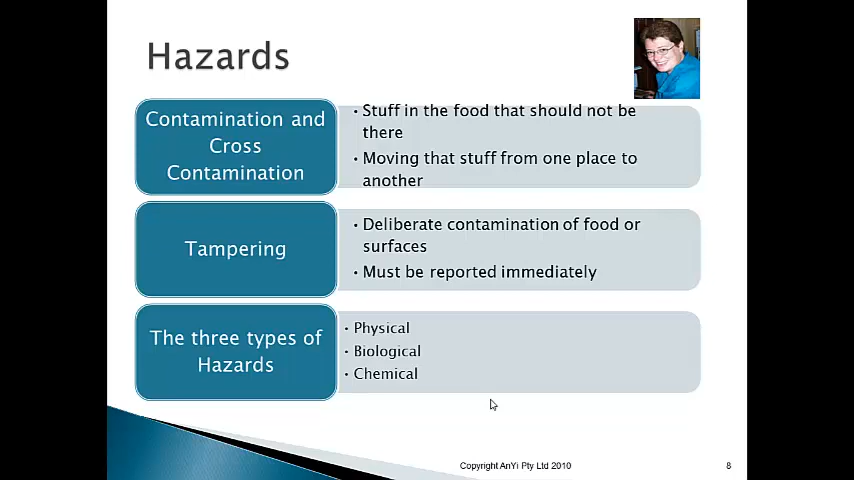 Hazards
Contamination and
Cross
Contamination
• Stuff in the food that should not be
there
• Moving that stuff from one place to
another
Tampering
• Deliberate contamination of food or
surfaces
• Must be reported immediately
The three types of
Hazards
• Physical
• Biological
• Chemical
Copyright AnYi Pty Ltd 2010
8